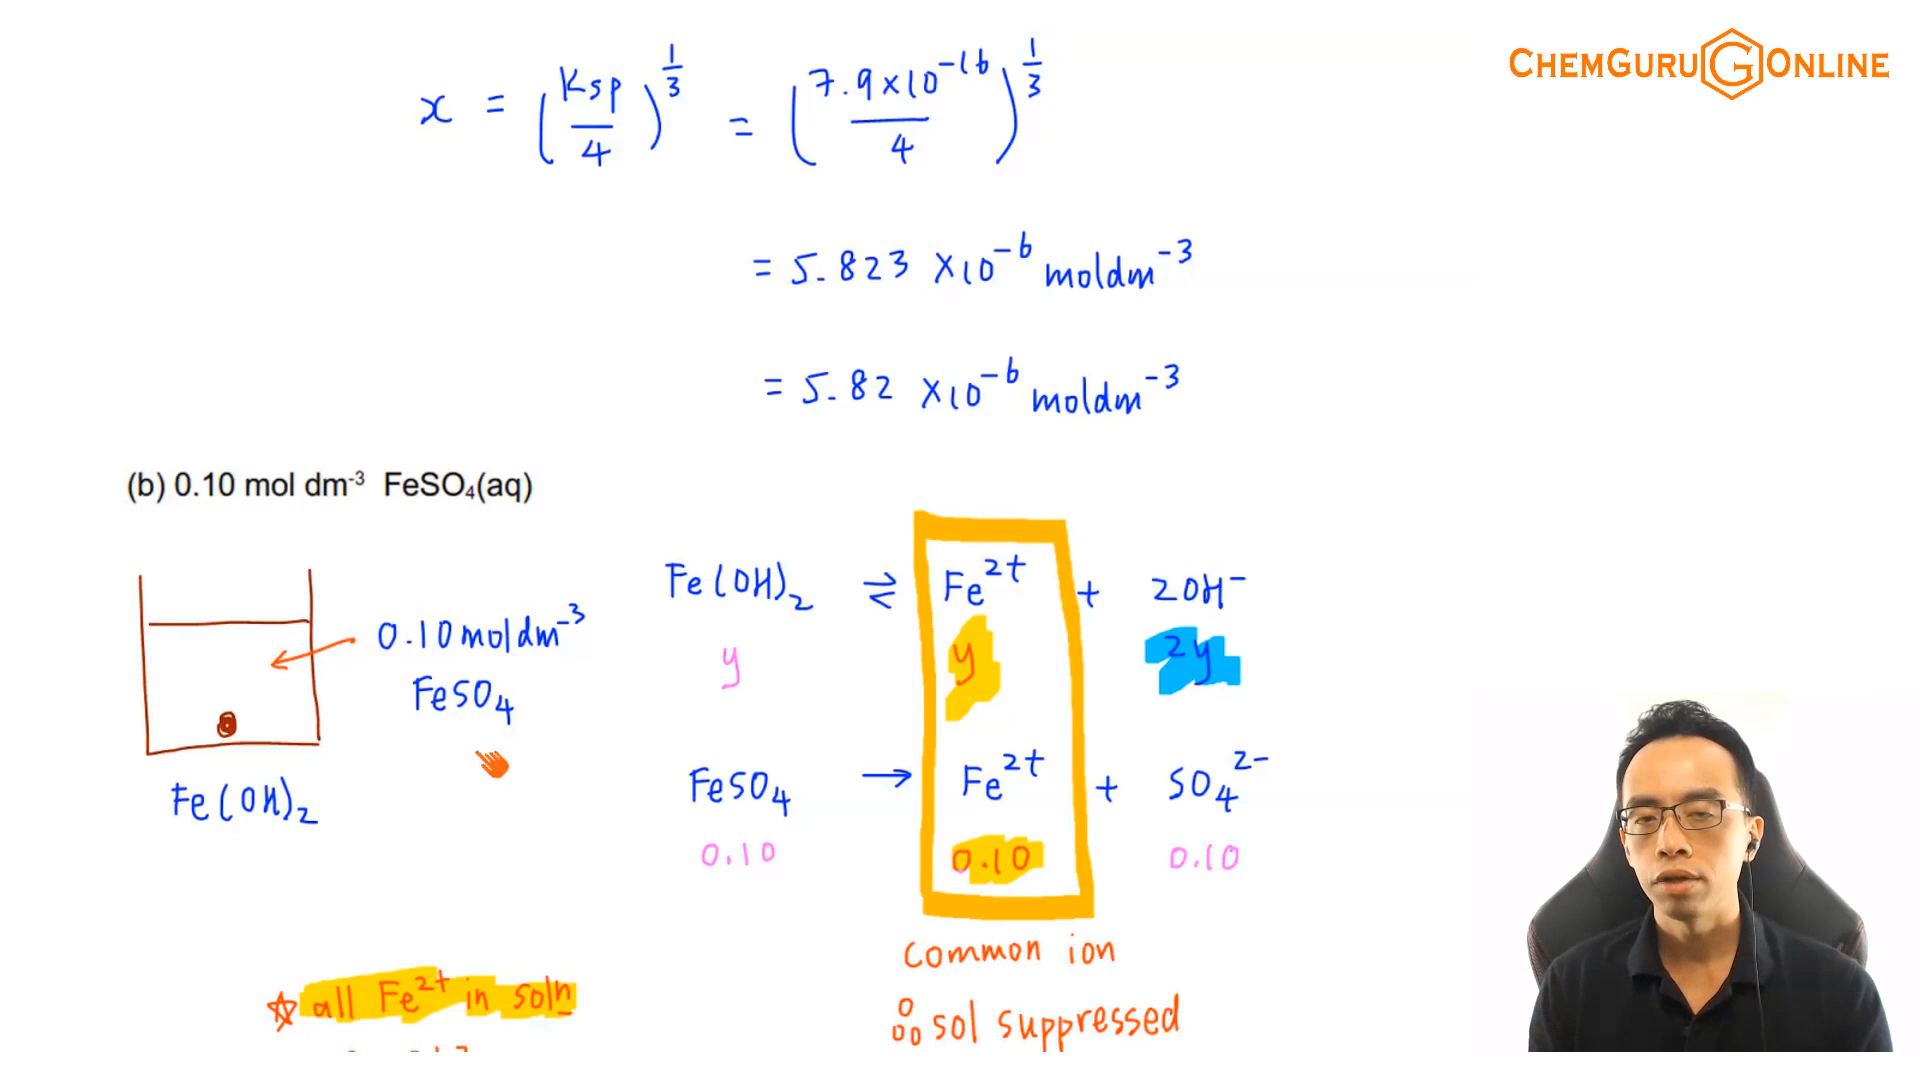 CHEMGURU G ONLINE
x = (Ksp/4)^1/3 = (7.9×10^-16/4)^1/3
= 5.823 ×10^-6 moldm^-3
= 5.82 ×10^-6 moldm^-3
(b) 0.10 mol dm-3 FeSO4(aq)
Fe(OH)2 ⇌ Fe2+ + 2OH-
y y 2y
0.10moldm-3
FeSO4
FeSO4 → Fe2+ + SO4 2-
0.10 0.10 0.10
Fe(OH)2
common ion
∴ sol suppressed
☆ all Fe2+ in soln